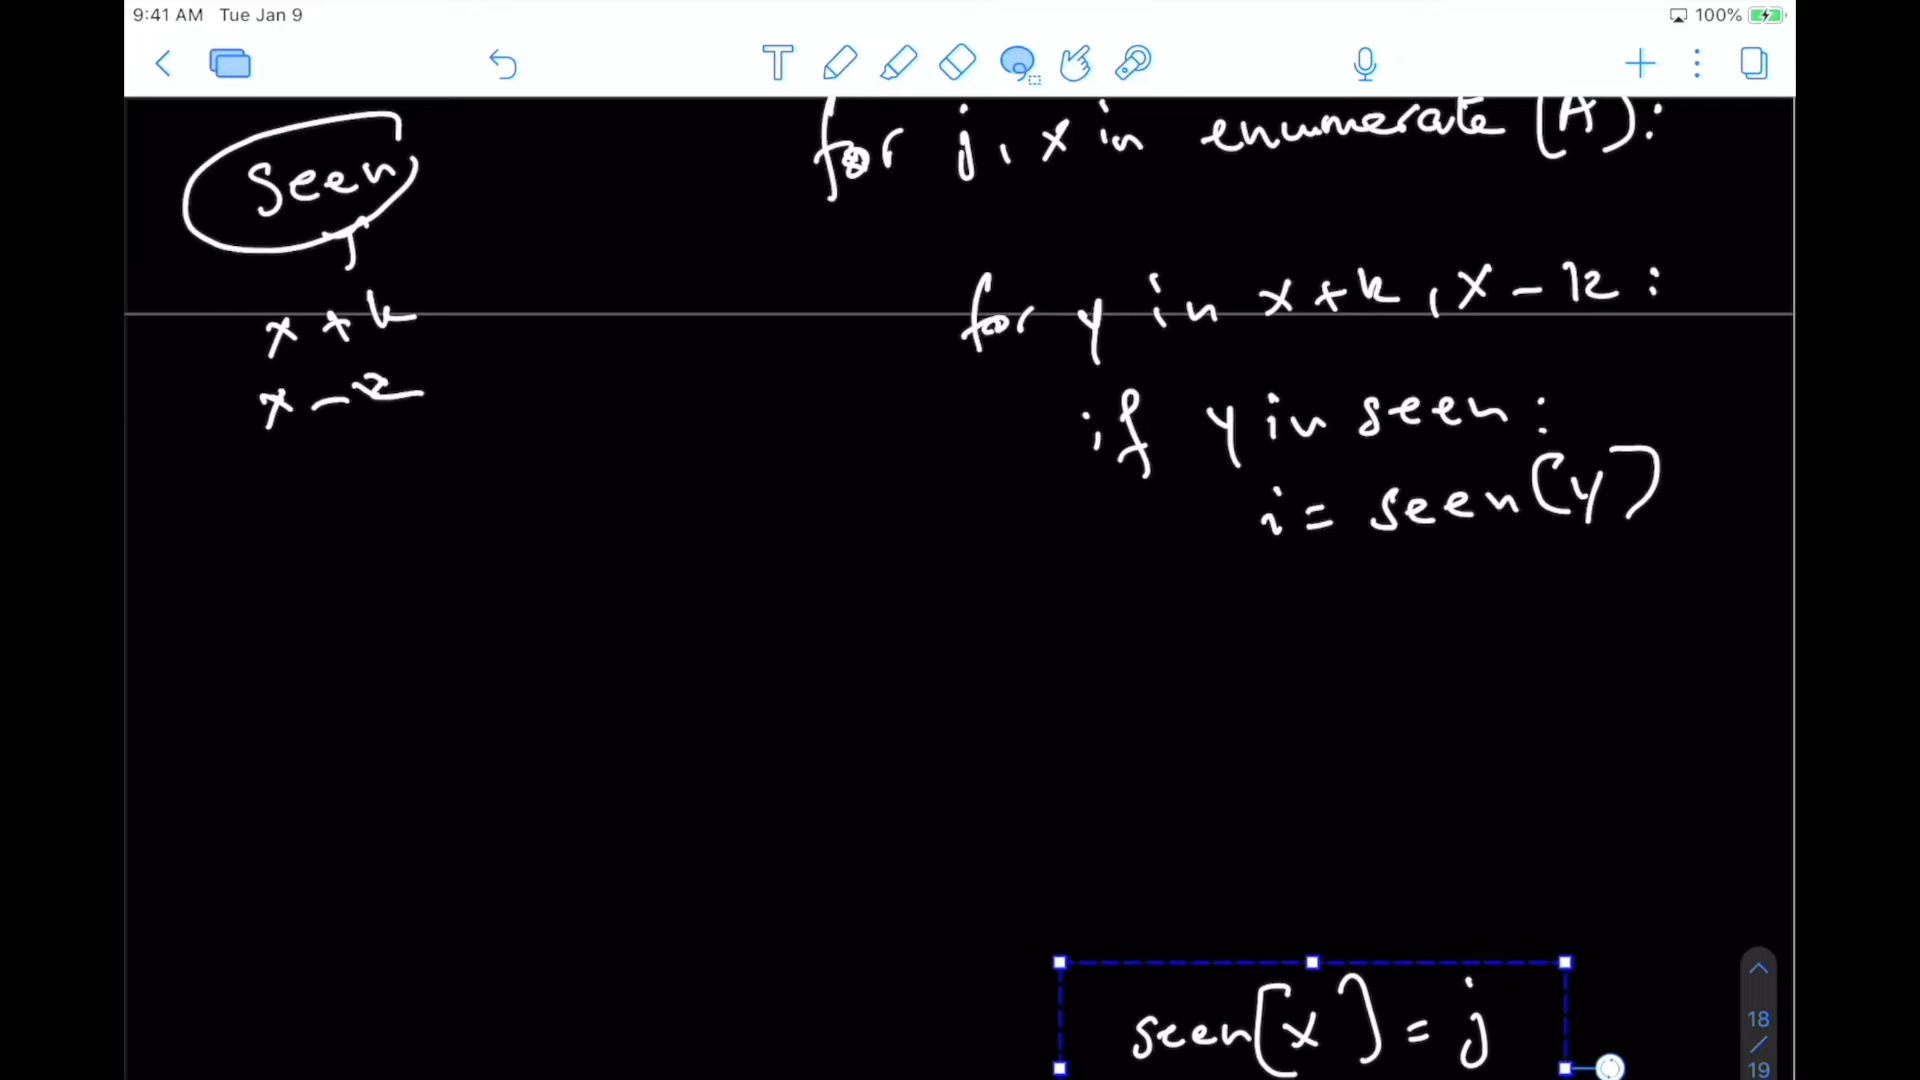 9:41 AM Tue Jan 9
100%
T
seen
x + k
x - k
for j, x in enumerate (A):
for y in x + k, x - k :
if y in seen :
i = seen[y]
seen[x] = j
18
/
19